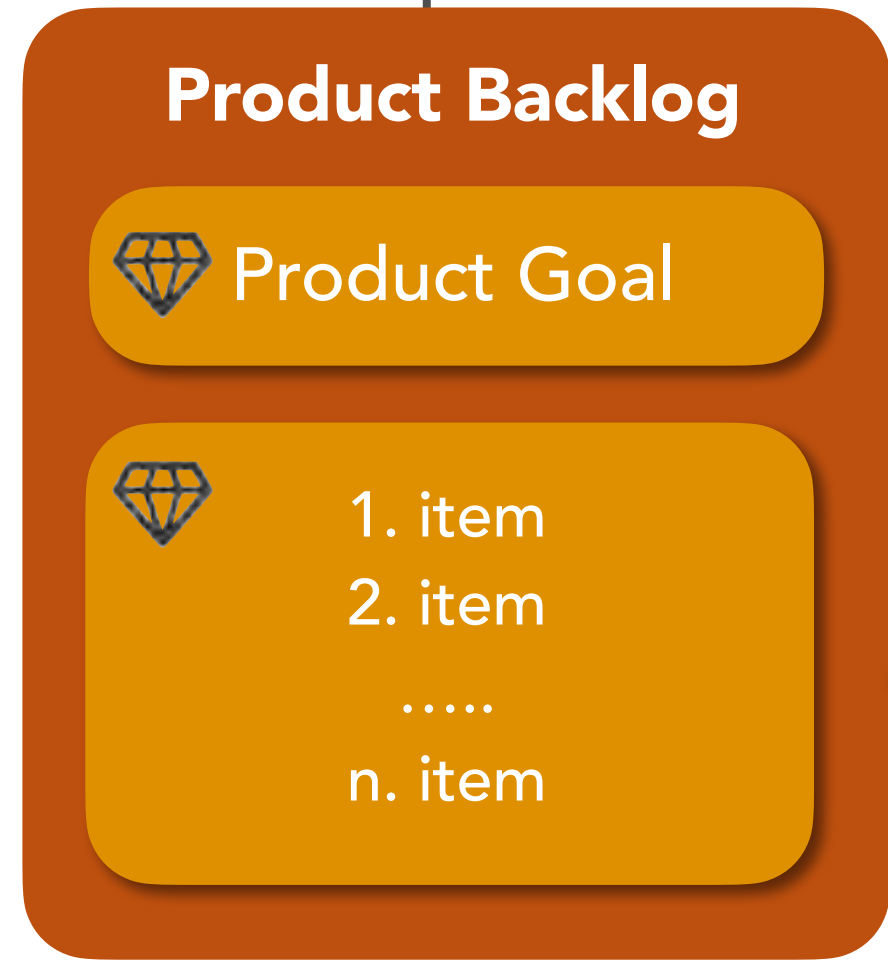 Product Backlog
Product Goal
1. item
2. item
.....
n. item